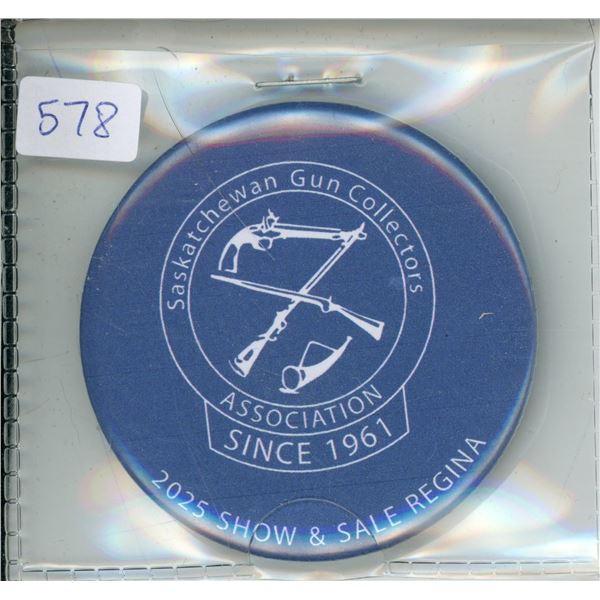 578
Saskatchewan Gun Collectors
ASSOCIATION
SINCE 1961
2025 SHOW & SALE REGINA